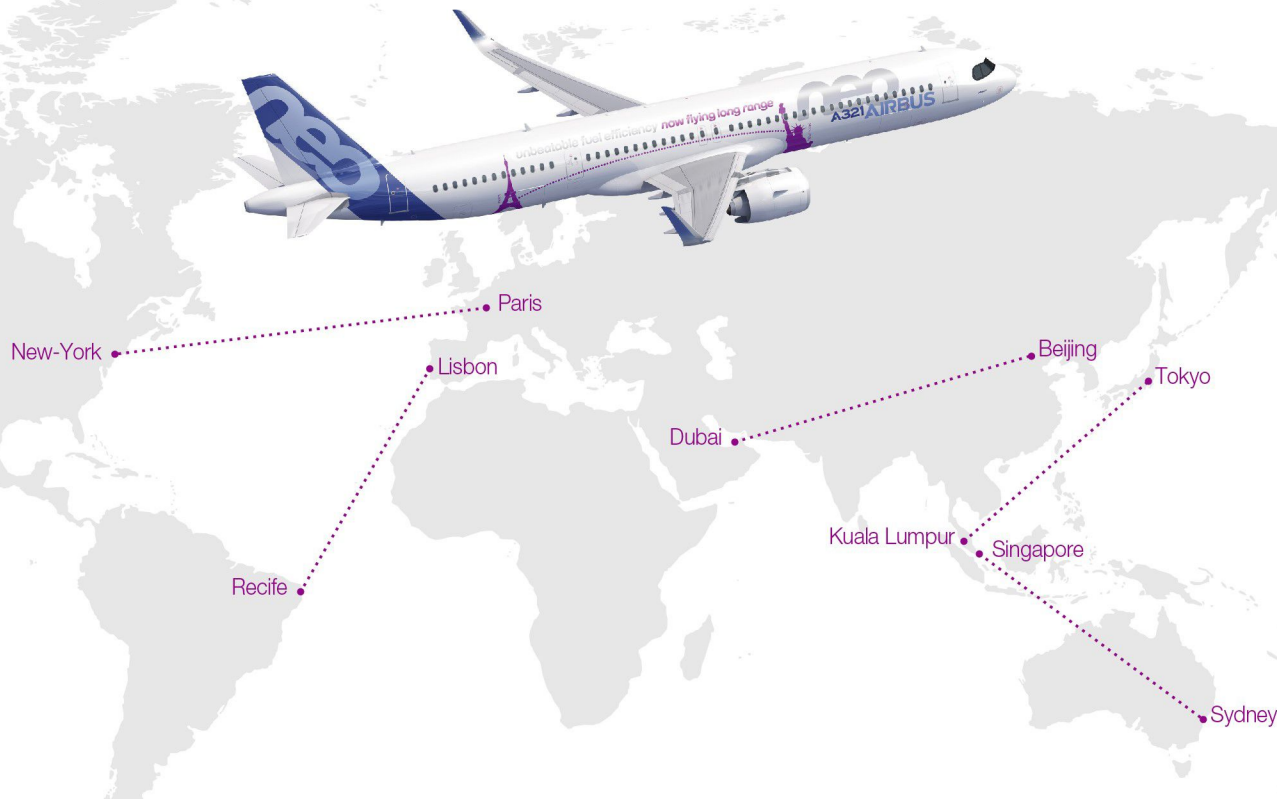 neo
unbeatable fuel efficiency now flying long range
neo
A321 AIRBUS
Paris
New-York
Beijing
Lisbon
Tokyo
Dubai
Kuala Lumpur
Singapore
Recife
Sydney